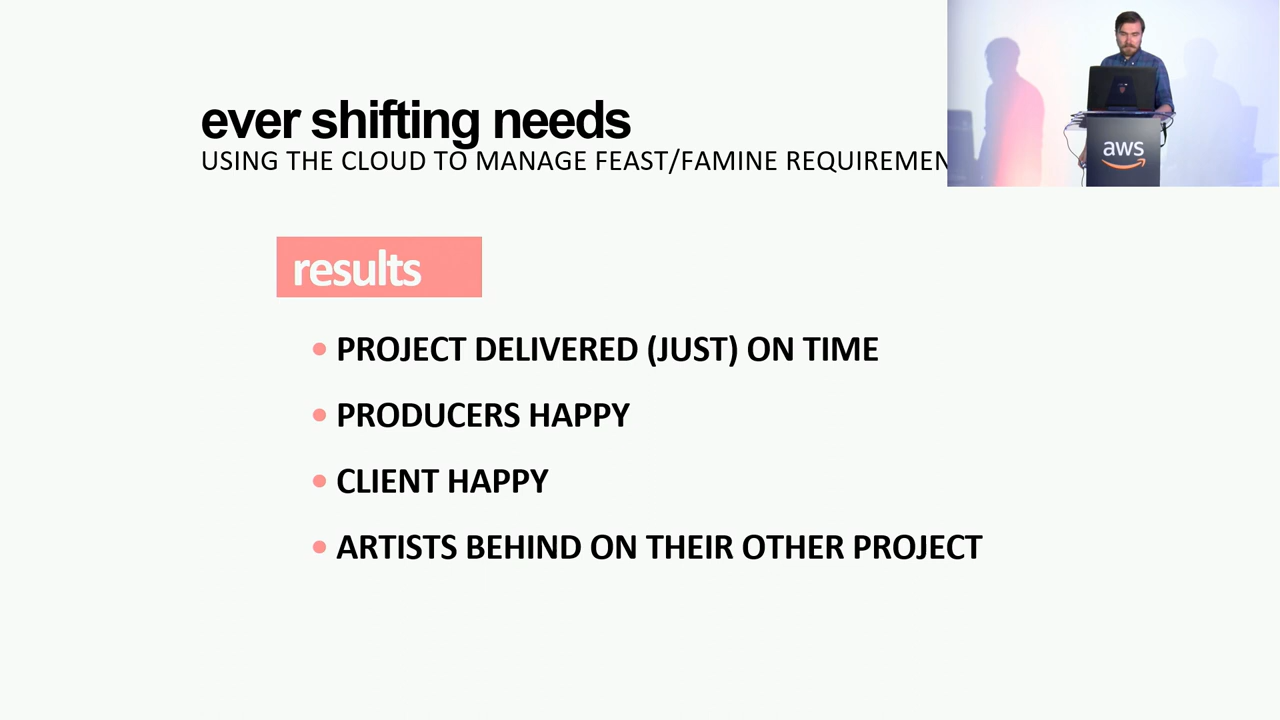 ever shifting needs
USING THE CLOUD TO MANAGE FEAST/FAMINE
results
• PROJECT DELIVERED (JUST) ON TIME
• PRODUCERS HAPPY
• CLIENT HAPPY
• ARTISTS BEHIND ON THEIR OTHER PROJECT
aws